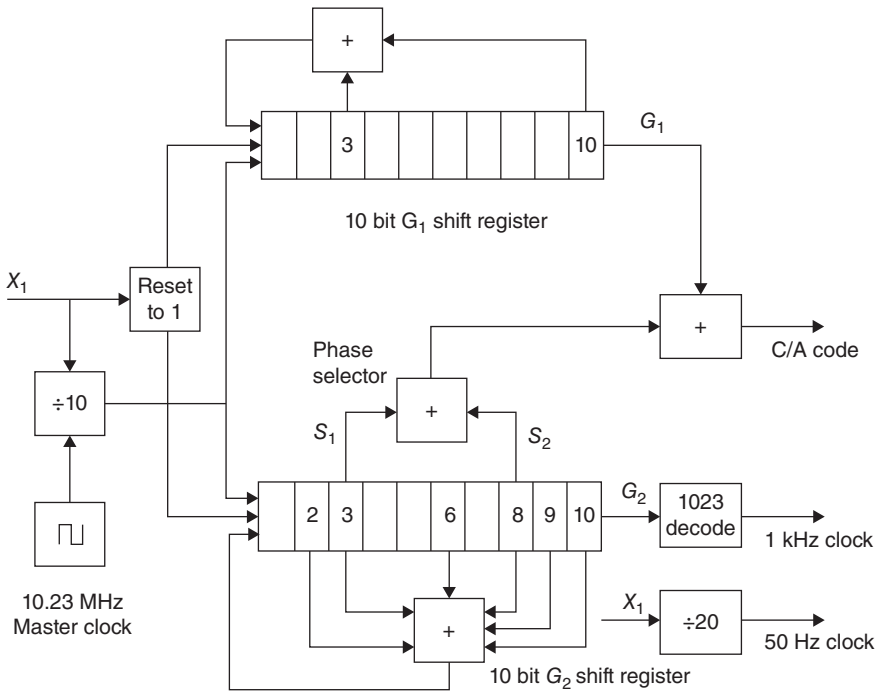 +
3
10
G1
10 bit G1 shift register
X1
Reset
to 1
+
C/A code
Phase
selector
÷10
+
S1
S2
2
3
6
8
9
10
G2
1023
decode
1 kHz clock
10.23 MHz
Master clock
+
X1
÷20
50 Hz clock
10 bit G2 shift register